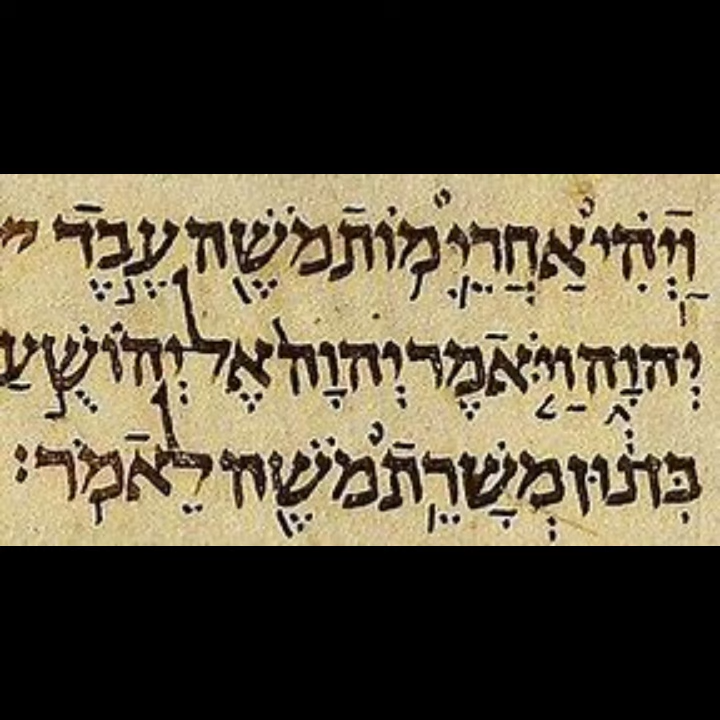 וַיְהִי אַחֲרֵי מוֹת מֹשֶׁה עֶבֶד
יְהוָה וַיֹּאמֶר יְהוָה אֶל יְהוֹשֻׁעַ
בִּן נוּן מְשָׁרֵת מֹשֶׁה לֵאמֹר׃